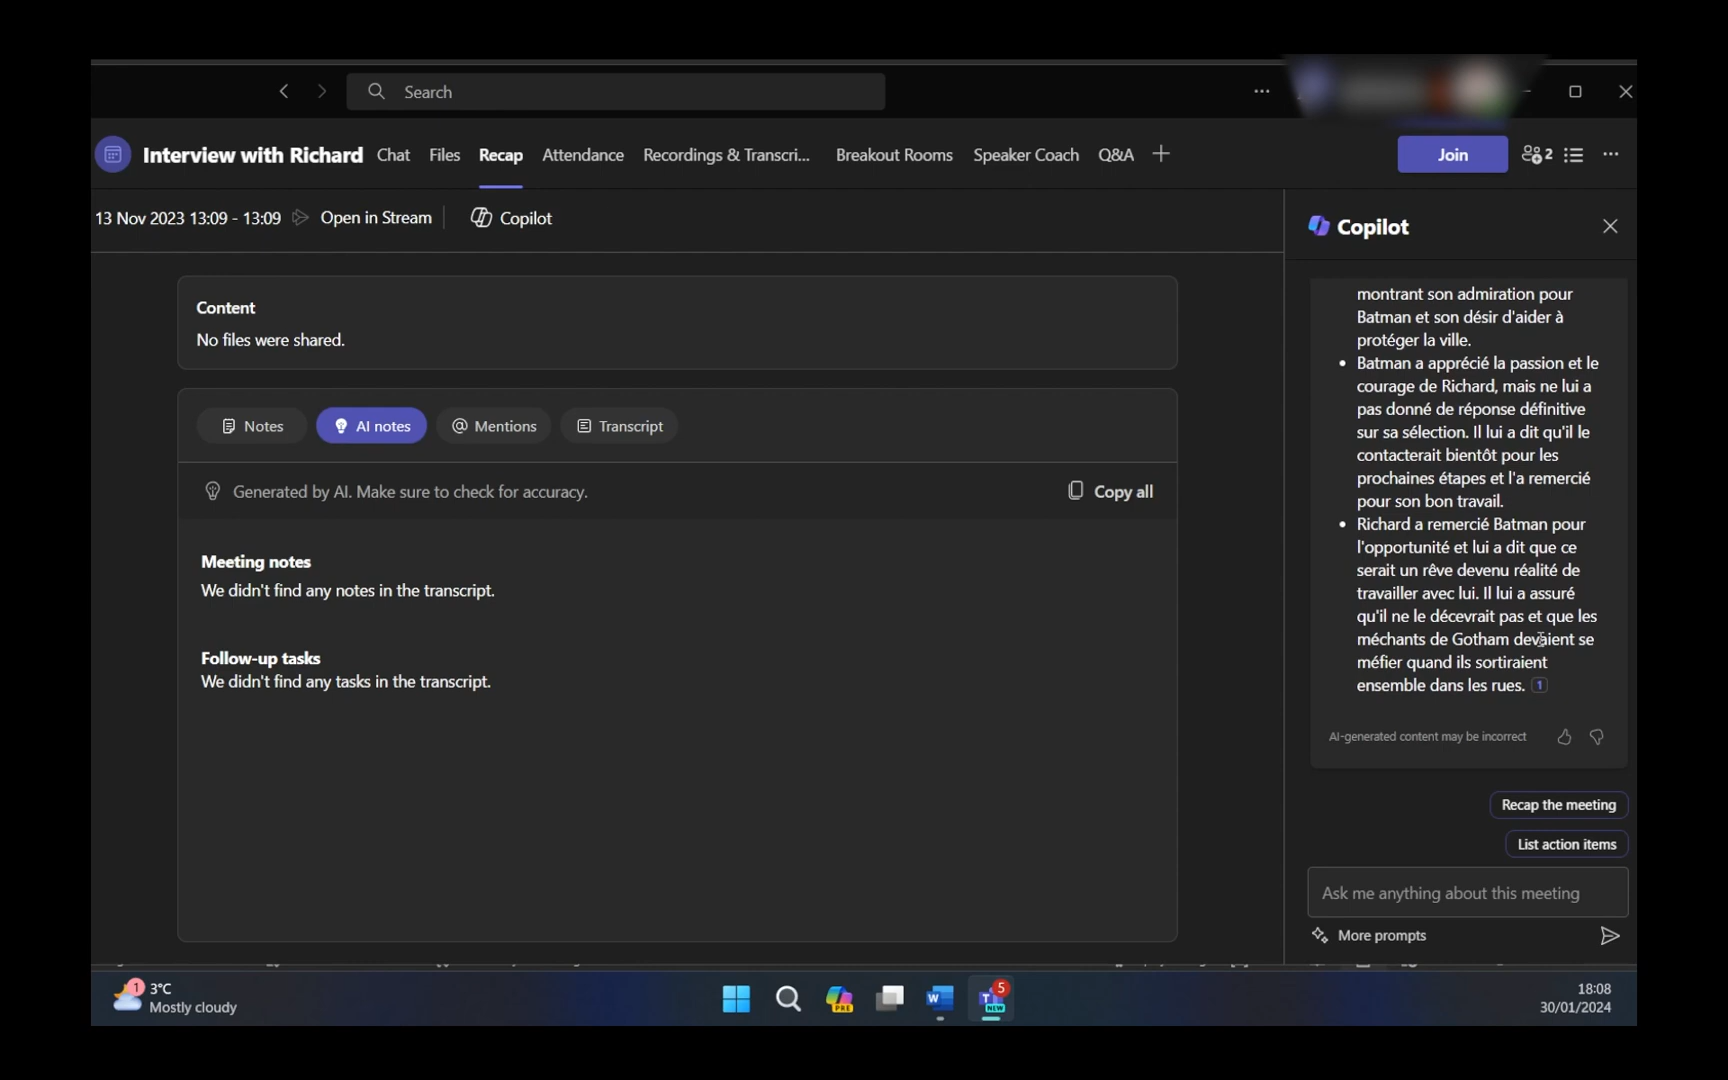 Search
Interview with Richard Chat Files Recap Attendance Recordings & Transcri... Breakout Rooms Speaker Coach Q&A
Join
2
13 Nov 2023 13:09 - 13:09 Open in Stream Copilot
Content
No files were shared.
Notes AI notes @ Mentions Transcript
Generated by AI. Make sure to check for accuracy.
Copy all
Meeting notes
We didn't find any notes in the transcript.
Follow-up tasks
We didn't find any tasks in the transcript.
Copilot
montrant son admiration pour
Batman et son désir d'aider à
protéger la ville.
• Batman a apprécié la passion et le
courage de Richard, mais ne lui a
pas donné de réponse définitive
sur sa sélection. Il lui a dit qu'il le
contacterait bientôt pour les
prochaines étapes et l'a remercié
pour son bon travail.
• Richard a remercié Batman pour
l'opportunité et lui a dit que ce
serait un rêve devenu réalité de
travailler avec lui. Il lui a assuré
qu'il ne le décevrait pas et que les
méchants de Gotham devaient se
méfier quand ils sortiraient
ensemble dans les rues. 1
AI-generated content may be incorrect
Recap the meeting
List action items
Ask me anything about this meeting
More prompts
1
3°C
Mostly cloudy
PRE
W
T
NEW
5
18:08
30/01/2024